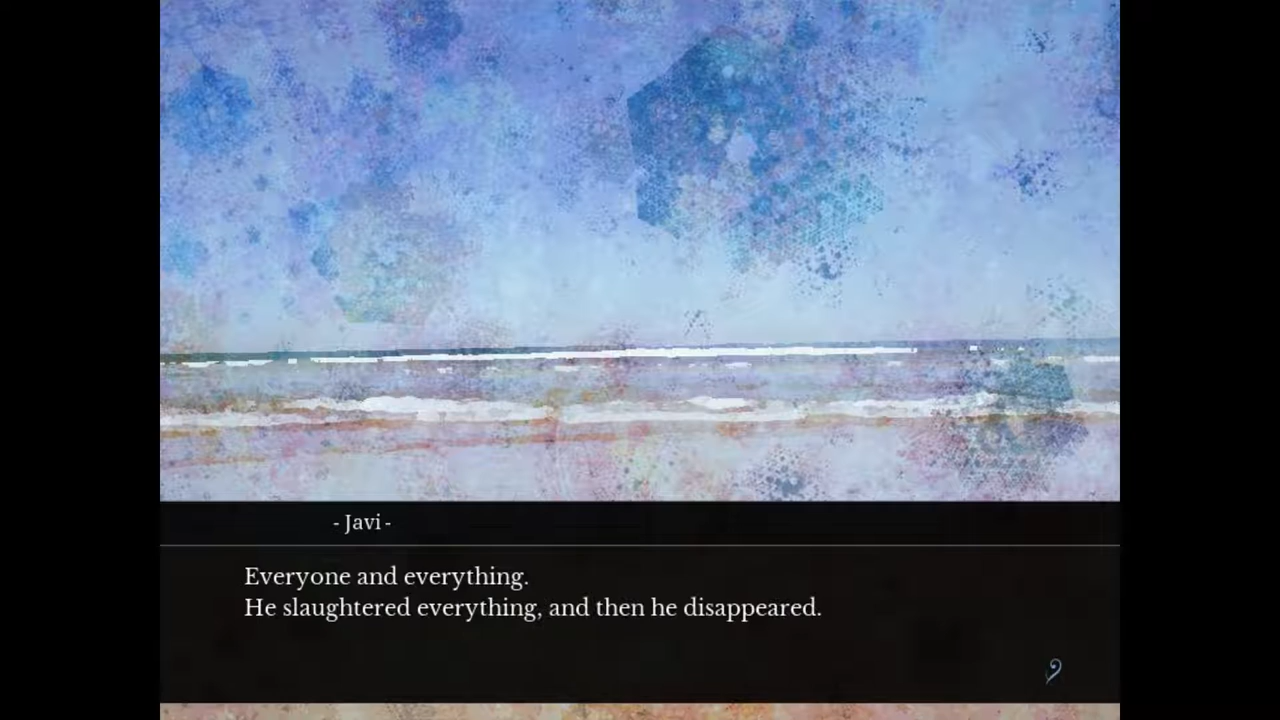 - Javi -
Everyone and everything.
He slaughtered everything, and then he disappeared.